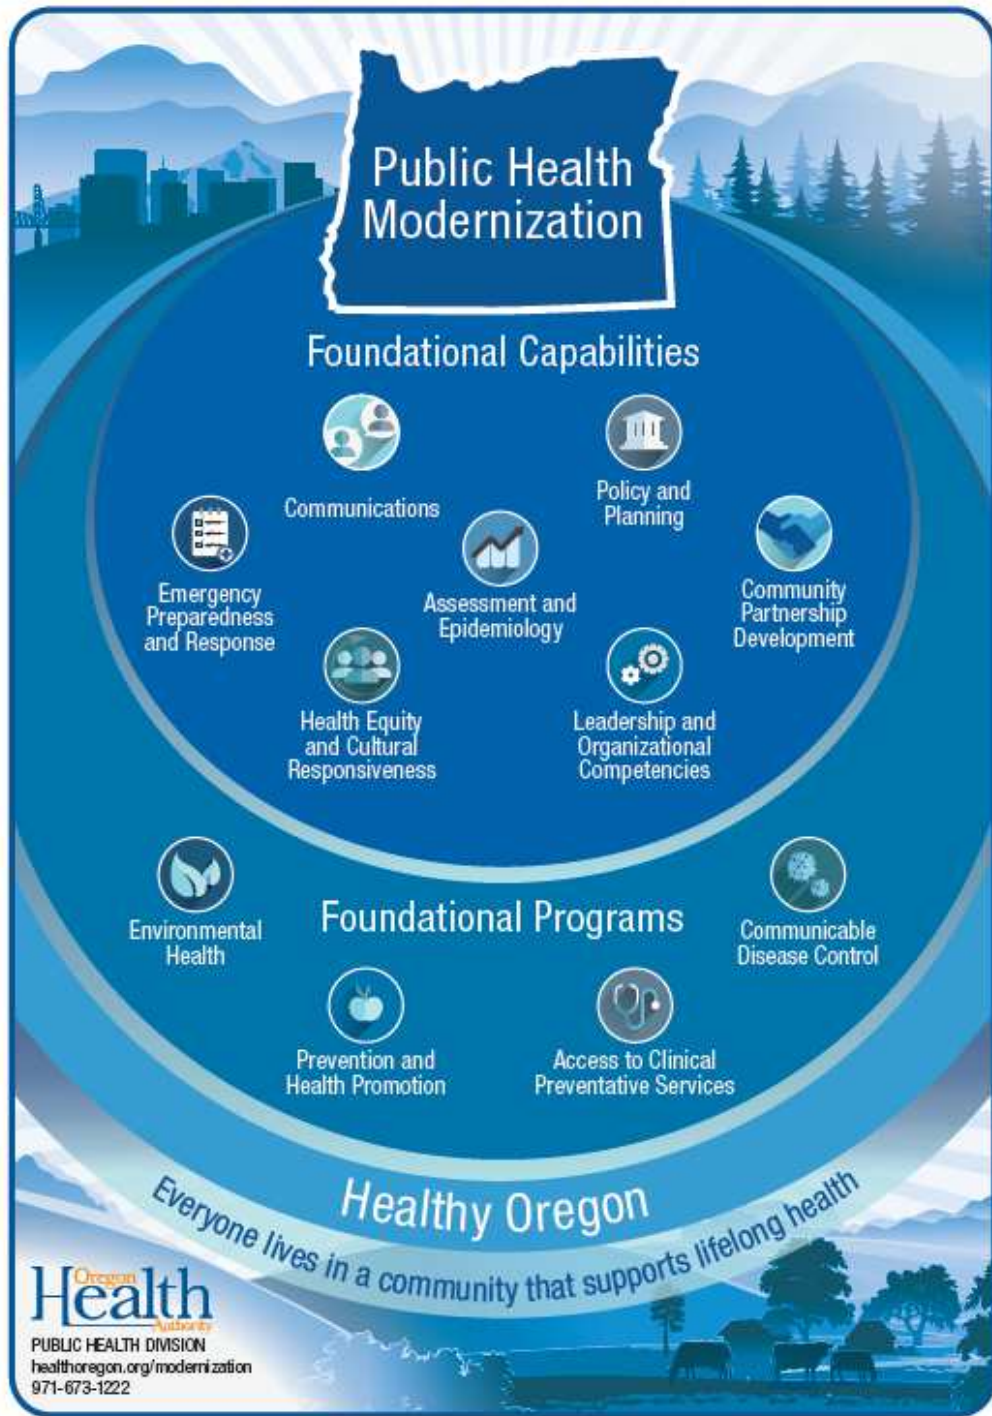 Public Health
Modernization
Foundational Capabilities
Communications
Policy and
Planning
Emergency
Preparedness
and Response
Assessment and
Epidemiology
Community
Partnership
Development
Health Equity
and Cultural
Responsiveness
Leadership and
Organizational
Competencies
Environmental
Health
Foundational Programs
Communicable
Disease Control
Prevention and
Health Promotion
Access to Clinical
Preventative Services
Healthy Oregon
Everyone lives in a community that supports lifelong health
Oregon
Health
Authority
PUBLIC HEALTH DIVISION
healthoregon.org/modernization
971-673-1222